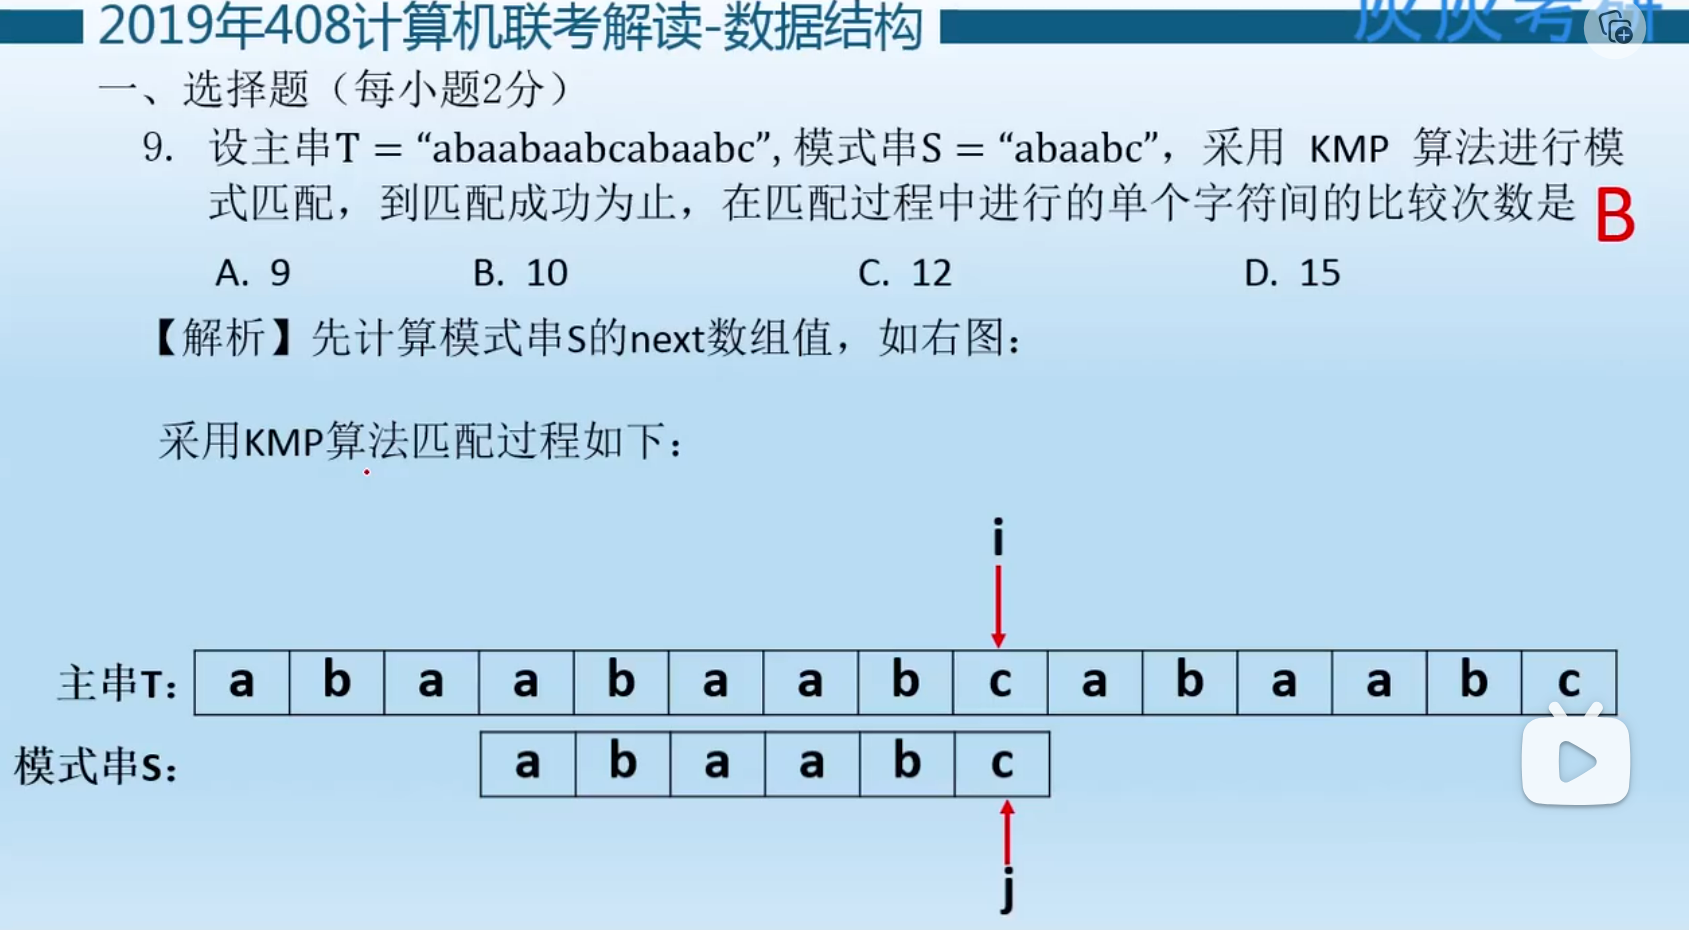 2019年408计算机联考解读-数据结构
一、选择题（每小题2分）
9. 设主串T = “abaabaabcabaabc”, 模式串S = “abaabc”，采用 KMP 算法进行模
式匹配，到匹配成功为止，在匹配过程中进行的单个字符间的比较次数是 B
A. 9 B. 10 C. 12 D. 15
【解析】先计算模式串S的next数组值，如右图：
采用KMP算法匹配过程如下：
i
主串T： a b a a b a a b c a b a a b c
模式串S： a b a a b c
j